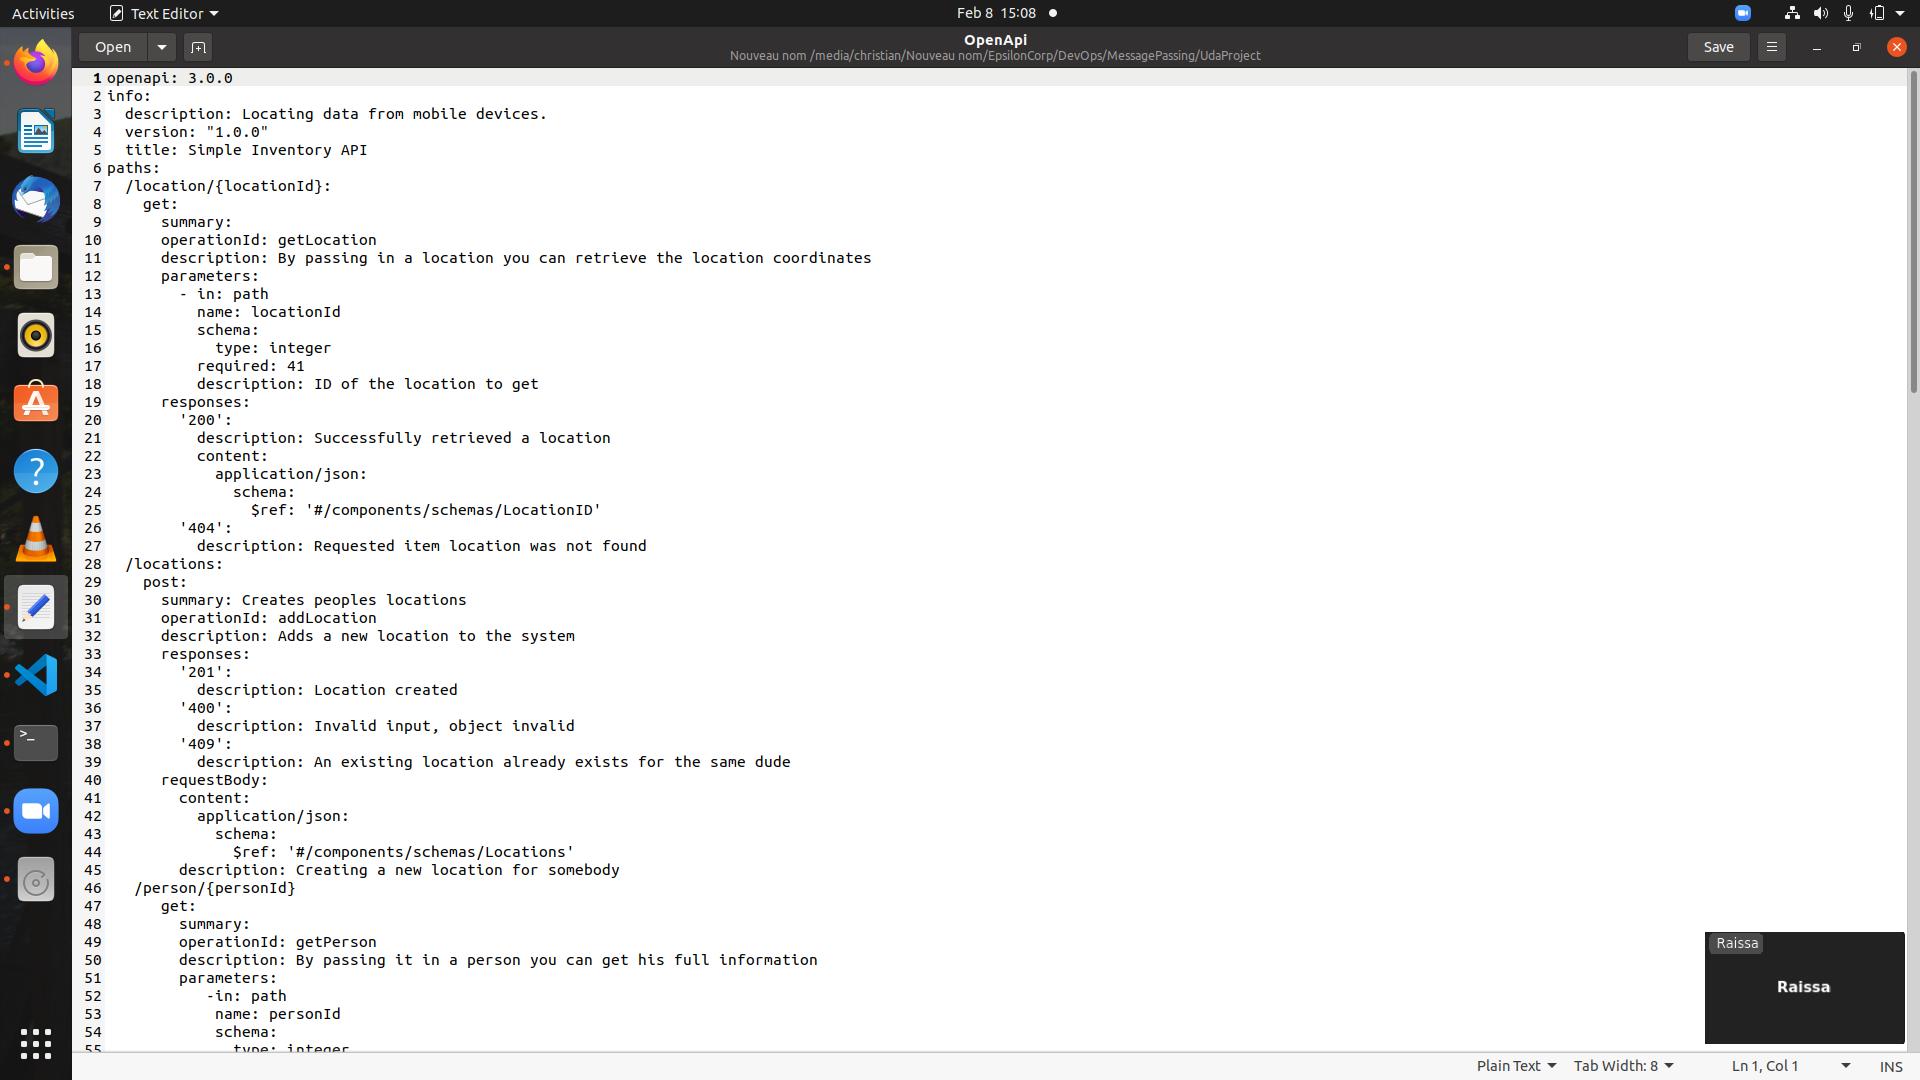 Activities
Text Editor
Feb 8 15:08
Open
OpenApi
Nouveau nom /media/christian/Nouveau nom/EpsilonCorp/DevOps/MessagePassing/UdaProject
Save
1 openapi: 3.0.0
2 info:
3   description: Locating data from mobile devices.
4   version: "1.0.0"
5   title: Simple Inventory API
6 paths:
7   /location/{locationId}:
8     get:
9       summary:
10       operationId: getLocation
11       description: By passing in a location you can retrieve the location coordinates
12       parameters:
13         - in: path
14           name: locationId
15           schema:
16             type: integer
17           required: 41
18           description: ID of the location to get
19       responses:
20         '200':
21           description: Successfully retrieved a location
22           content:
23             application/json:
24               schema:
25                 $ref: '#/components/schemas/LocationID'
26         '404':
27           description: Requested item location was not found
28   /locations:
29     post:
30       summary: Creates peoples locations
31       operationId: addLocation
32       description: Adds a new location to the system
33       responses:
34         '201':
35           description: Location created
36         '400':
37           description: Invalid input, object invalid
38         '409':
39           description: An existing location already exists for the same dude
40       requestBody:
41         content:
42           application/json:
43             schema:
44               $ref: '#/components/schemas/Locations'
45         description: Creating a new location for somebody
46    /person/{personId}
47       get:
48         summary:
49         operationId: getPerson
50         description: By passing it in a person you can get his full information
51         parameters:
52            -in: path
53             name: personId
54             schema:
55               type: integer
Raissa
Raissa
Plain Text
Tab Width: 8
Ln 1, Col 1
INS